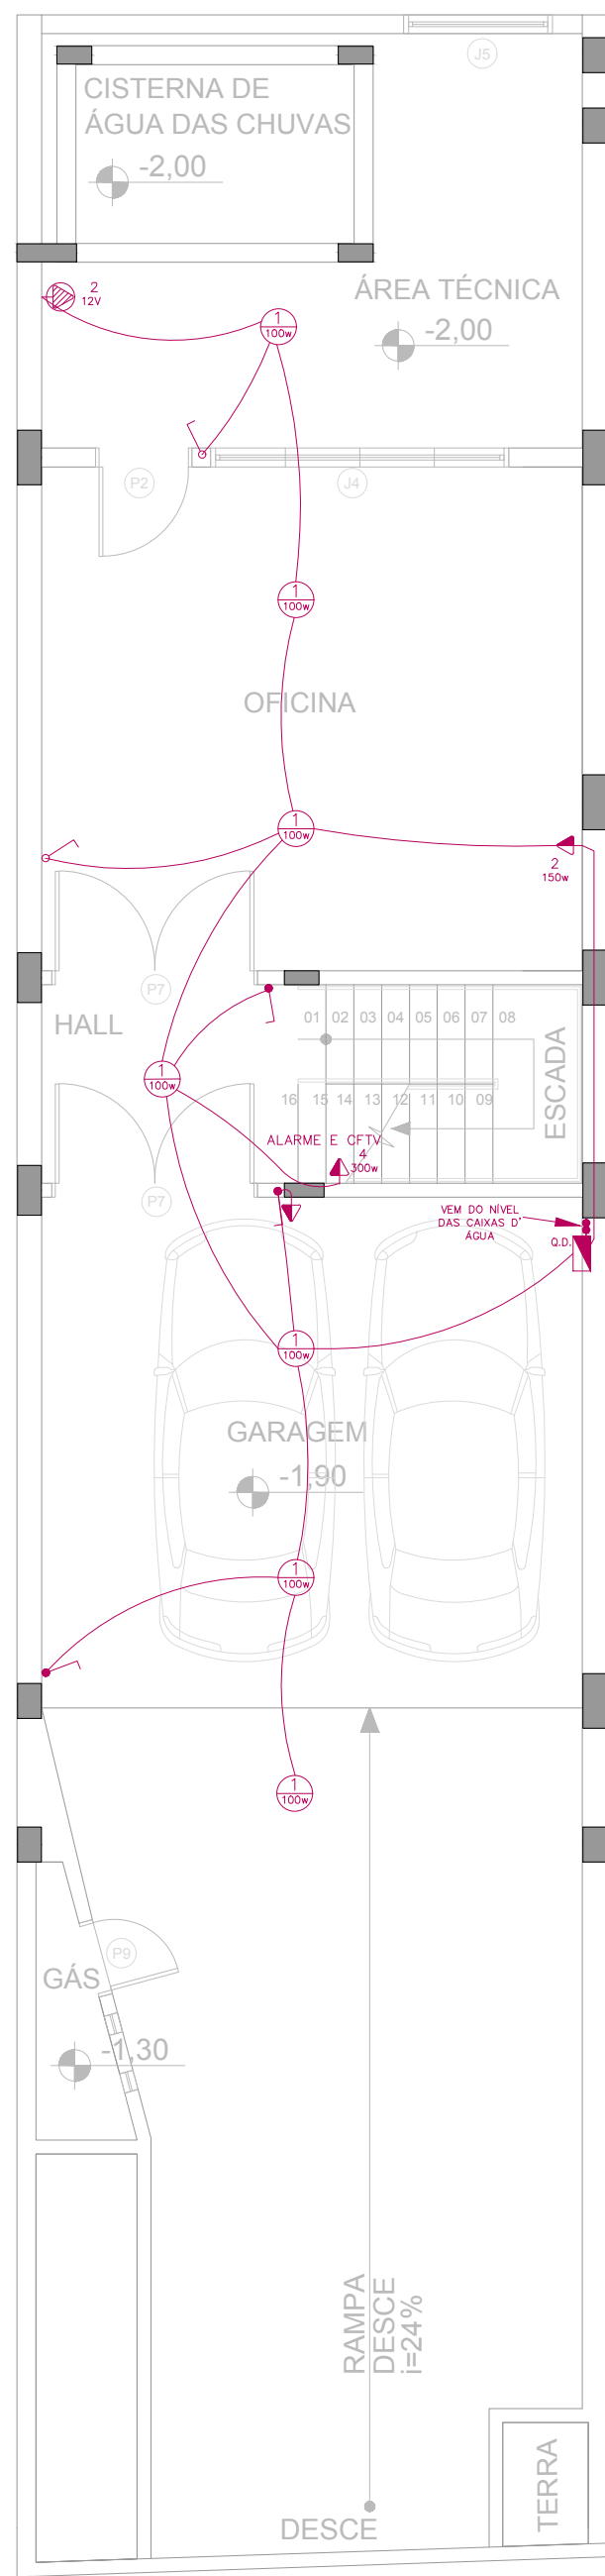 J5
CISTERNA DE
ÁGUA DAS CHUVAS
-2,00
2
12V
ÁREA TÉCNICA
-2,00
1
100w
P2
J4
1
100w
OFICINA
1
100w
2
150w
P7
HALL
01 02 03 04 05 06 07 08
ESCADA
1
100w
16 15 14 13 12 11 10 09
ALARME E CFTV
4
300w
P7
VEM DO NÍVEL
DAS CAIXAS D'
ÁGUA
Q.D.
1
100w
GARAGEM
-1,90
1
100w
1
100w
P9
GÁS
-1,30
RAMPA
DESCE
i=24%
TERRA
DESCE